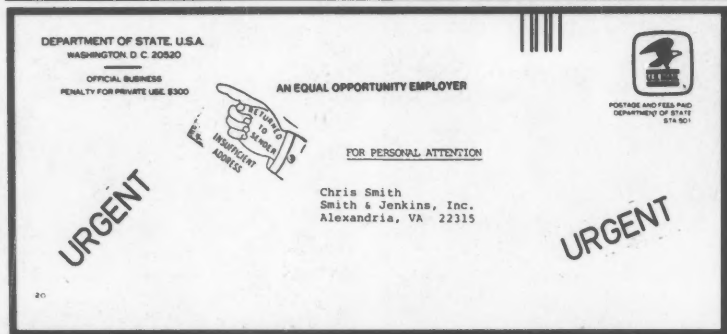 DEPARTMENT OF STATE, U.S.A.
WASHINGTON, D. C. 20520
OFFICIAL BUSINESS
PENALTY FOR PRIVATE USE, $300
AN EQUAL OPPORTUNITY EMPLOYER
POSTAGE AND FEES PAID
DEPARTMENT OF STATE
STA 501
RETURNED
TO
SENDER
INSUFFICIENT
ADDRESS
FOR PERSONAL ATTENTION
Chris Smith
Smith & Jenkins, Inc.
Alexandria, VA 22315
URGENT
URGENT
20